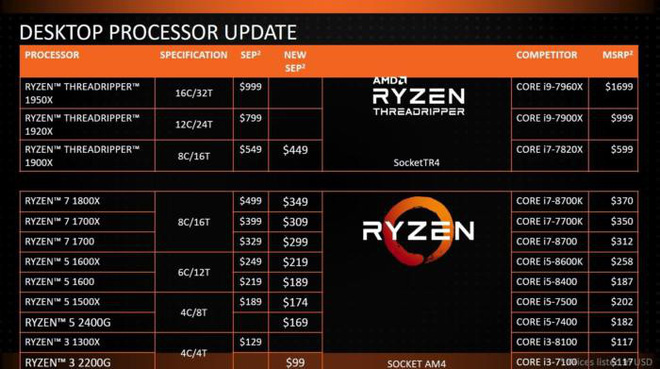 DESKTOP PROCESSOR UPDATE
PROCESSOR SPECIFICATION SEP² NEW SEP² COMPETITOR MSRP²
RYZEN™ THREADRIPPER™ 1950X 16C/32T $999 CORE i9-7960X $1699
RYZEN™ THREADRIPPER™ 1920X 12C/24T $799 CORE i9-7900X $999
RYZEN™ THREADRIPPER™ 1900X 8C/16T $549 $449 CORE i7-7820X $599
AMD
RYZEN
THREADRIPPER
SocketTR4
RYZEN™ 7 1800X 8C/16T $499 $349 CORE i7-8700K $370
RYZEN™ 7 1700X $399 $309 CORE i7-7700K $350
RYZEN™ 7 1700 $329 $299 CORE i7-8700 $312
RYZEN™ 5 1600X 6C/12T $249 $219 CORE i5-8600K $258
RYZEN™ 5 1600 $219 $189 CORE i5-8400 $187
RYZEN™ 5 1500X 4C/8T $189 $174 CORE i5-7500 $202
RYZEN™ 5 2400G $169 CORE i5-7400 $182
RYZEN™ 3 1300X 4C/4T $129 CORE i3-8100 $117
RYZEN™ 3 2200G $99 $117
RYZEN
SOCKET AM4
USD